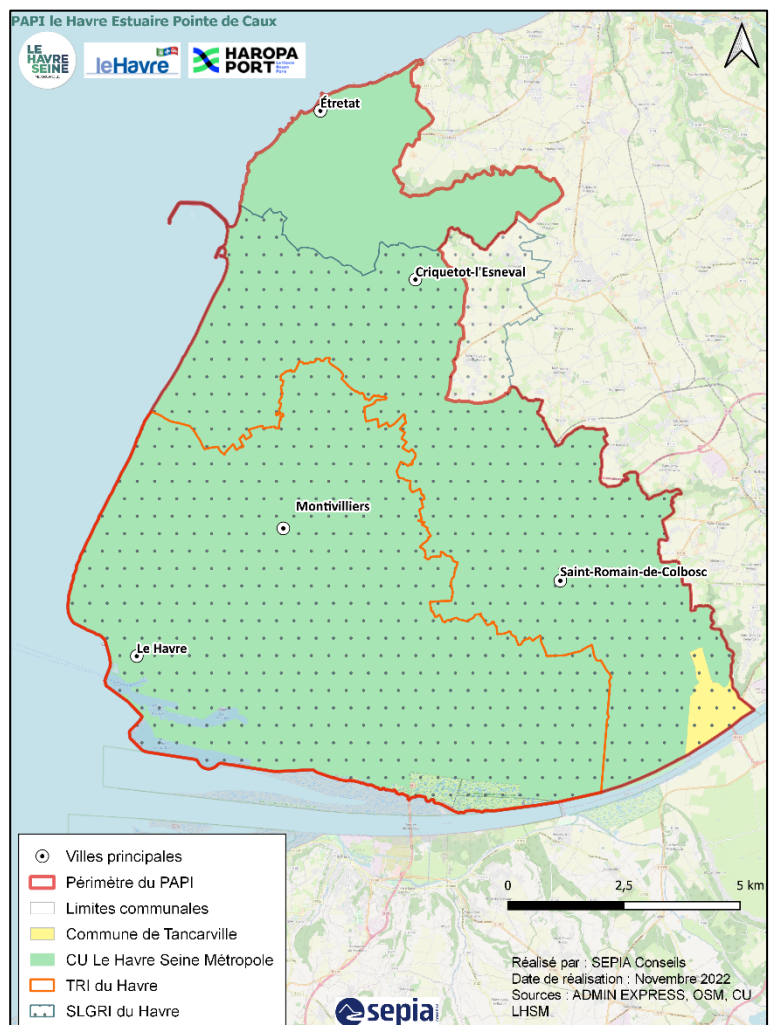 PAPI le Havre Estuaire Pointe de Caux
LE
HAVRE
SEINE
leHavre
HAROPA
PORT
Étretat
Criquetot-l'Esneval
Montivilliers
Saint-Romain-de-Colbosc
Le Havre
Villes principales
Périmètre du PAPI
Limites communales
Commune de Tancarville
CU Le Havre Seine Métropole
TRI du Havre
SLGRI du Havre
0 2,5 5 km
Réalisé par : SEPIA Conseils
Date de réalisation : Novembre 2022
Sources : ADMIN EXPRESS, OSM, CU
LHSM
sepia